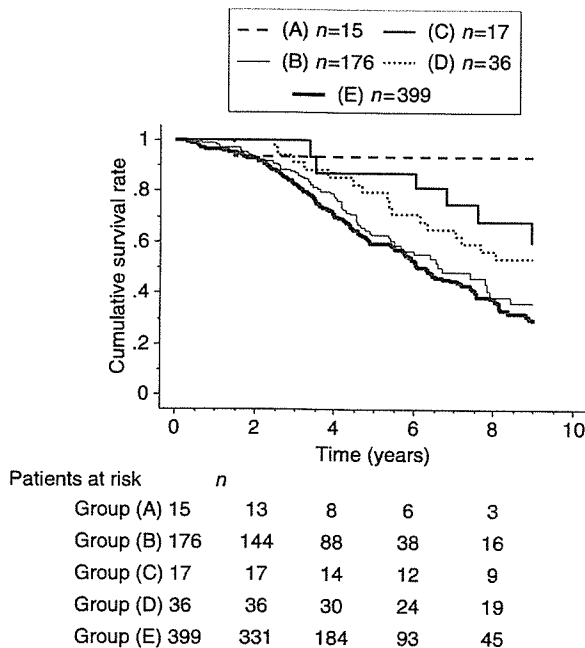 (A) n=15 (C) n=17
(B) n=176 (D) n=36
(E) n=399
Cumulative survival rate
1
.8
.6
.4
.2
0
0 2 4 6 8 10
Time (years)
Patients at risk n
Group (A) 15 13 8 6 3
Group (B) 176 144 88 38 16
Group (C) 17 17 14 12 9
Group (D) 36 36 30 24 19
Group (E) 399 331 184 93 45